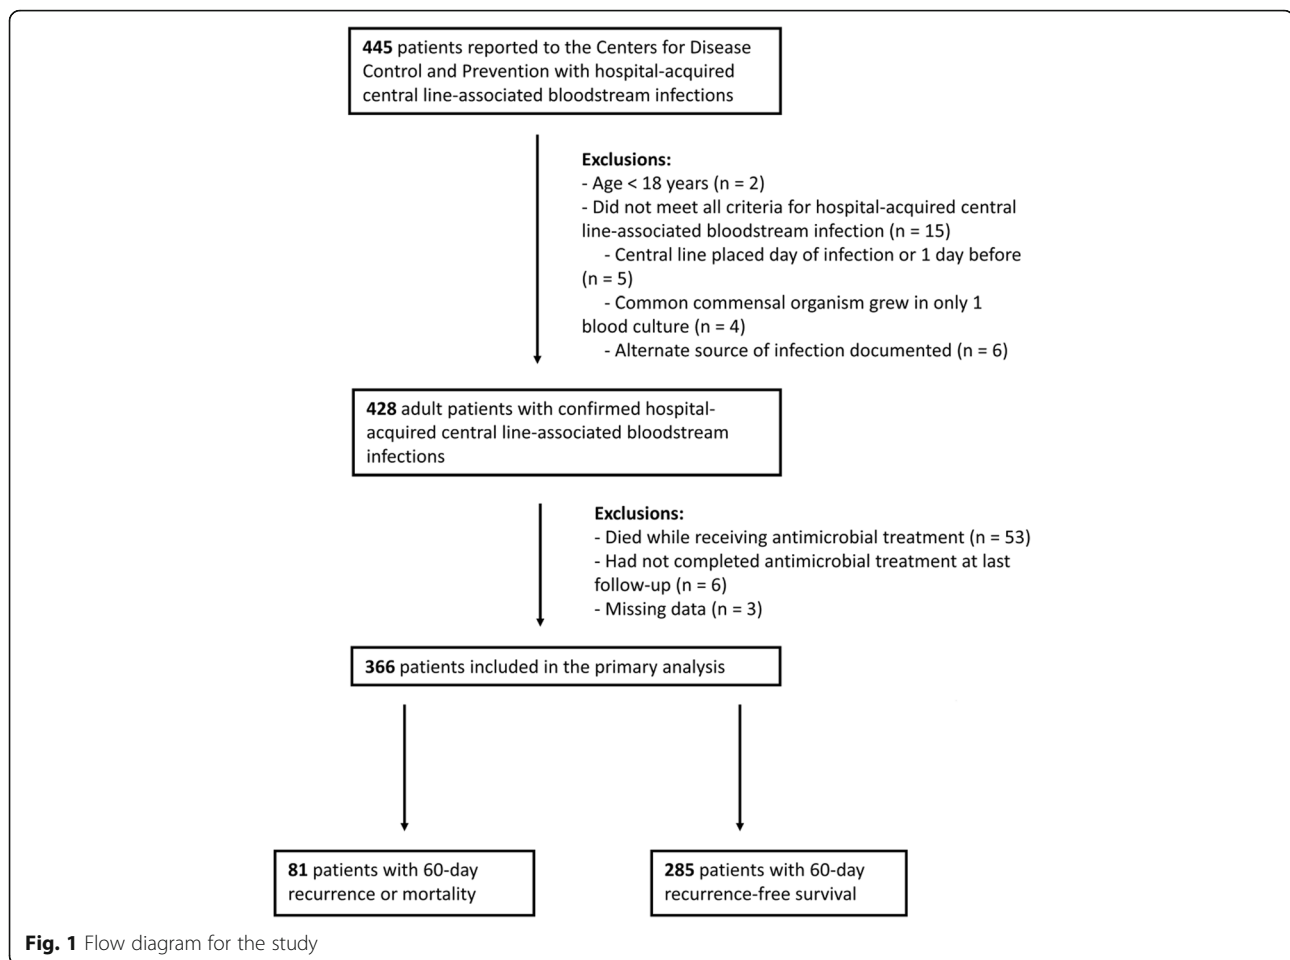 445 patients reported to the Centers for Disease
Control and Prevention with hospital-acquired
central line-associated bloodstream infections
Exclusions:
- Age < 18 years (n = 2)
- Did not meet all criteria for hospital-acquired central
line-associated bloodstream infection (n = 15)
- Central line placed day of infection or 1 day before
(n = 5)
- Common commensal organism grew in only 1
blood culture (n = 4)
- Alternate source of infection documented (n = 6)
428 adult patients with confirmed hospital-
acquired central line-associated bloodstream
infections
Exclusions:
- Died while receiving antimicrobial treatment (n = 53)
- Had not completed antimicrobial treatment at last
follow-up (n = 6)
- Missing data (n = 3)
366 patients included in the primary analysis
81 patients with 60-day
recurrence or mortality
285 patients with 60-day
recurrence-free survival
Fig. 1 Flow diagram for the study